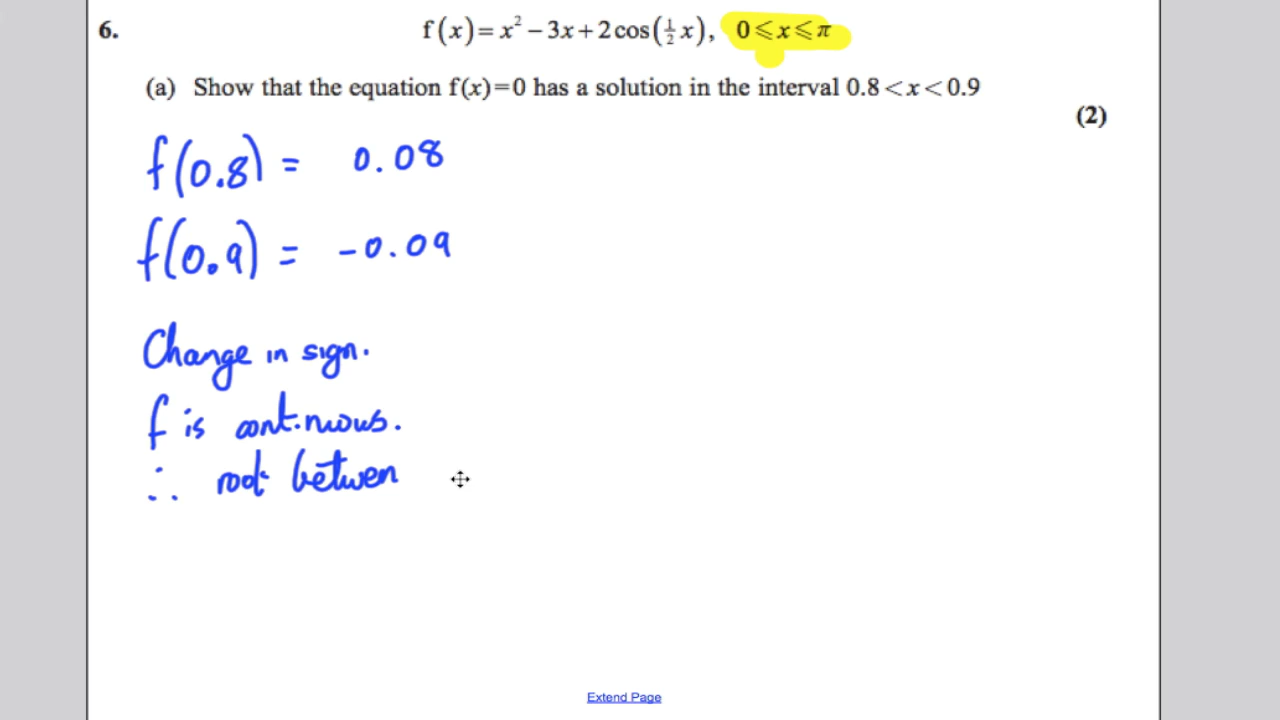 6. f(x) = x² − 3x + 2cos(½x), 0 ⩽ x ⩽ π
(a) Show that the equation f(x)=0 has a solution in the interval 0.8 < x < 0.9
(2)
f(0.8) = 0.08
f(0.9) = -0.09
Change in sign.
f is continuous.
∴ root between
Extend Page